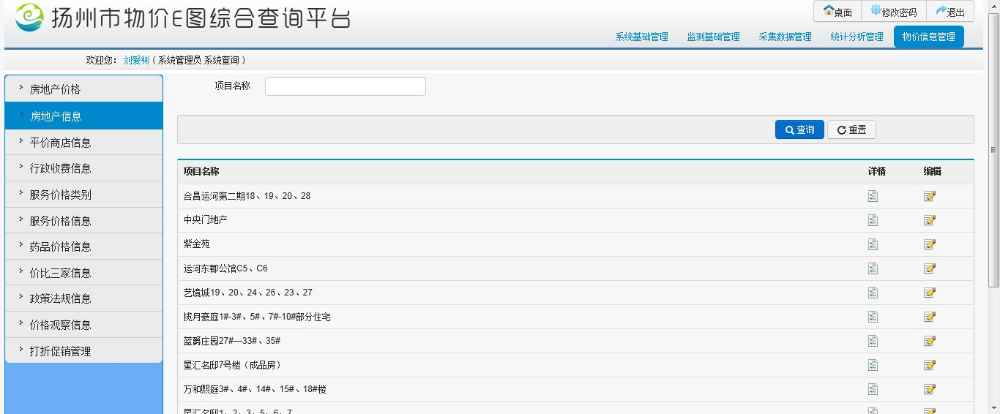 扬州市物价E图综合查询平台
桌面 修改密码 退出
系统基础管理 监测基础管理 采集数据管理 统计分析管理 物价信息管理
欢迎您： 刘爱彬 ( 系统管理员 系统查询 )
房地产价格
房地产信息
平价商店信息
行政收费信息
服务价格类别
服务价格信息
药品价格信息
价比三家信息
政策法规信息
价格观察信息
打折促销管理
项目名称
查询 重置
项目名称 详情 编辑
合昌运河第二期18、19、20、28
中央门地产
紫金苑
运河东郡公馆C5、C6
艺境城19、20、24、26、23、27
揽月豪庭1#-3#、5#、7#-10#部分住宅
蓝爵庄园27#—33#、35#
星汇名邸7号楼（成品房）
万和熙庭3#、4#、14#、15#、18#楼
星汇名邸1、2、3、5、6、7